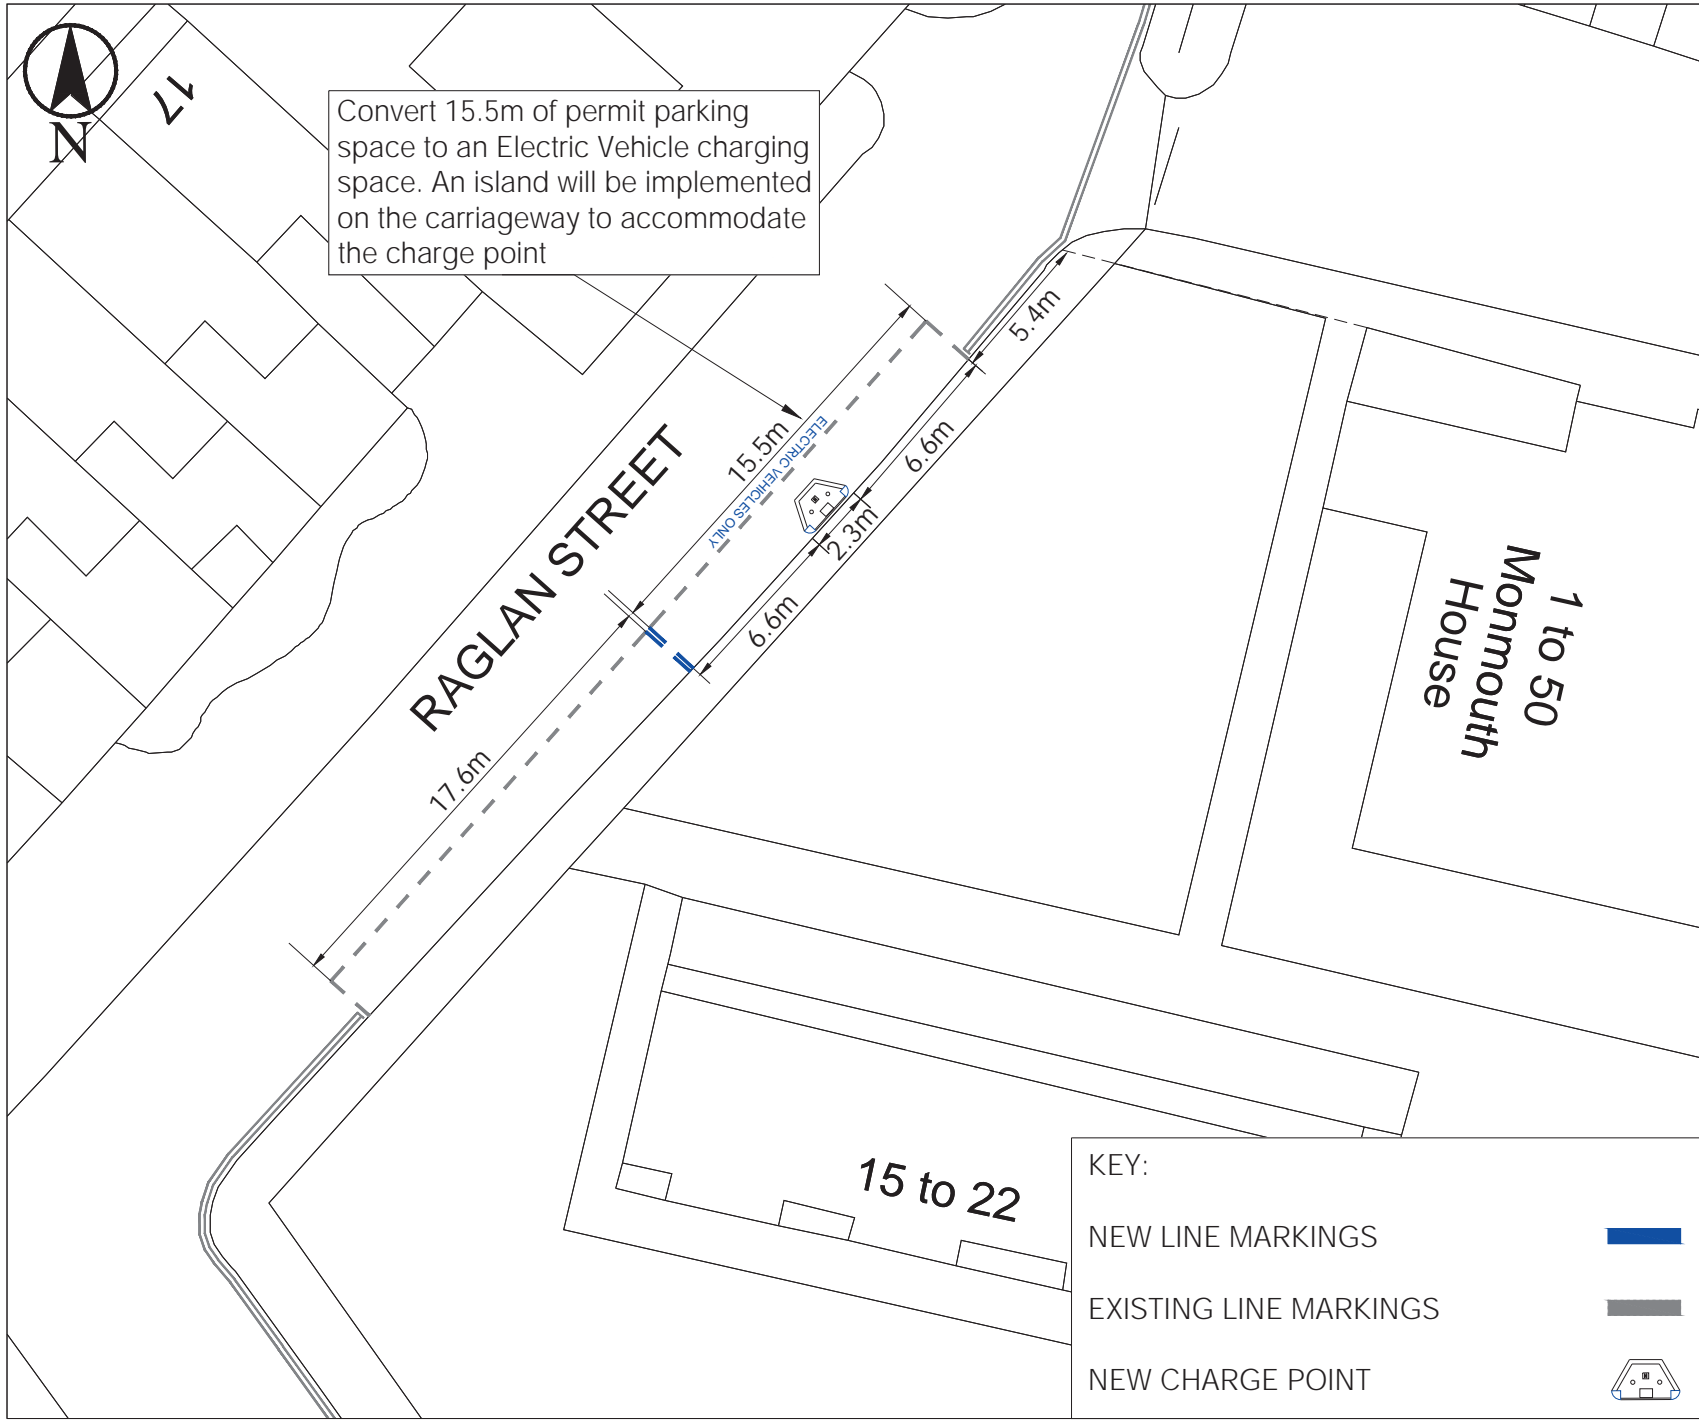 N
17
Convert 15.5m of permit parking
space to an Electric Vehicle charging
space. An island will be implemented
on the carriageway to accommodate
the charge point
5.4m
15.5m
ELECTRIC VEHICLES ONLY
6.6m
2.3m
6.6m
RAGLAN STREET
17.6m
1 to 50
Monmouth
House
15 to 22
KEY:
NEW LINE MARKINGS
EXISTING LINE MARKINGS
NEW CHARGE POINT